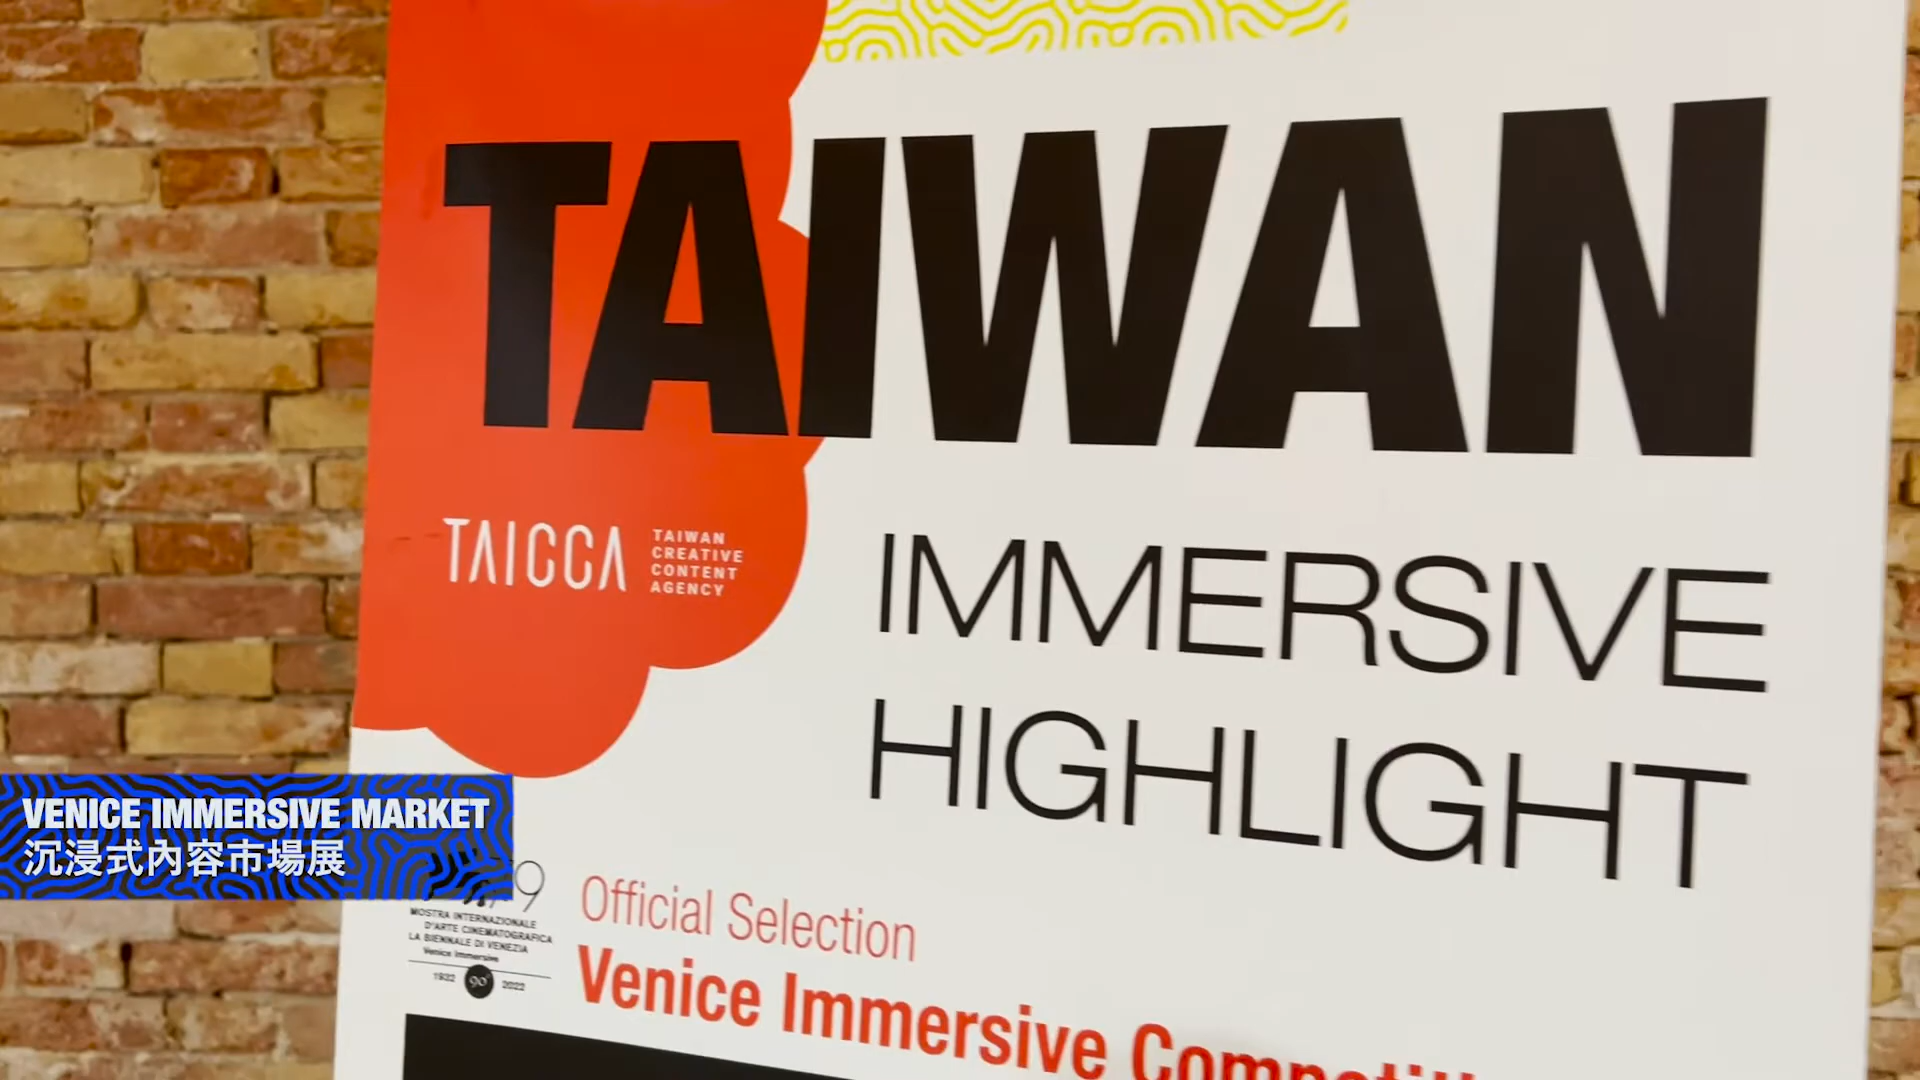 TAIWAN
TAICCA
TAIWAN
CREATIVE
CONTENT
AGENCY
IMMERSIVE
HIGHLIGHT
VENICE IMMERSIVE MARKET
沉浸式內容市場展
79
MOSTRA INTERNAZIONALE
D'ARTE CINEMATOGRAFICA
LA BIENNALE DI VENEZIA
Venice Immersive
1932 90 2022
Official Selection
Venice Immersive